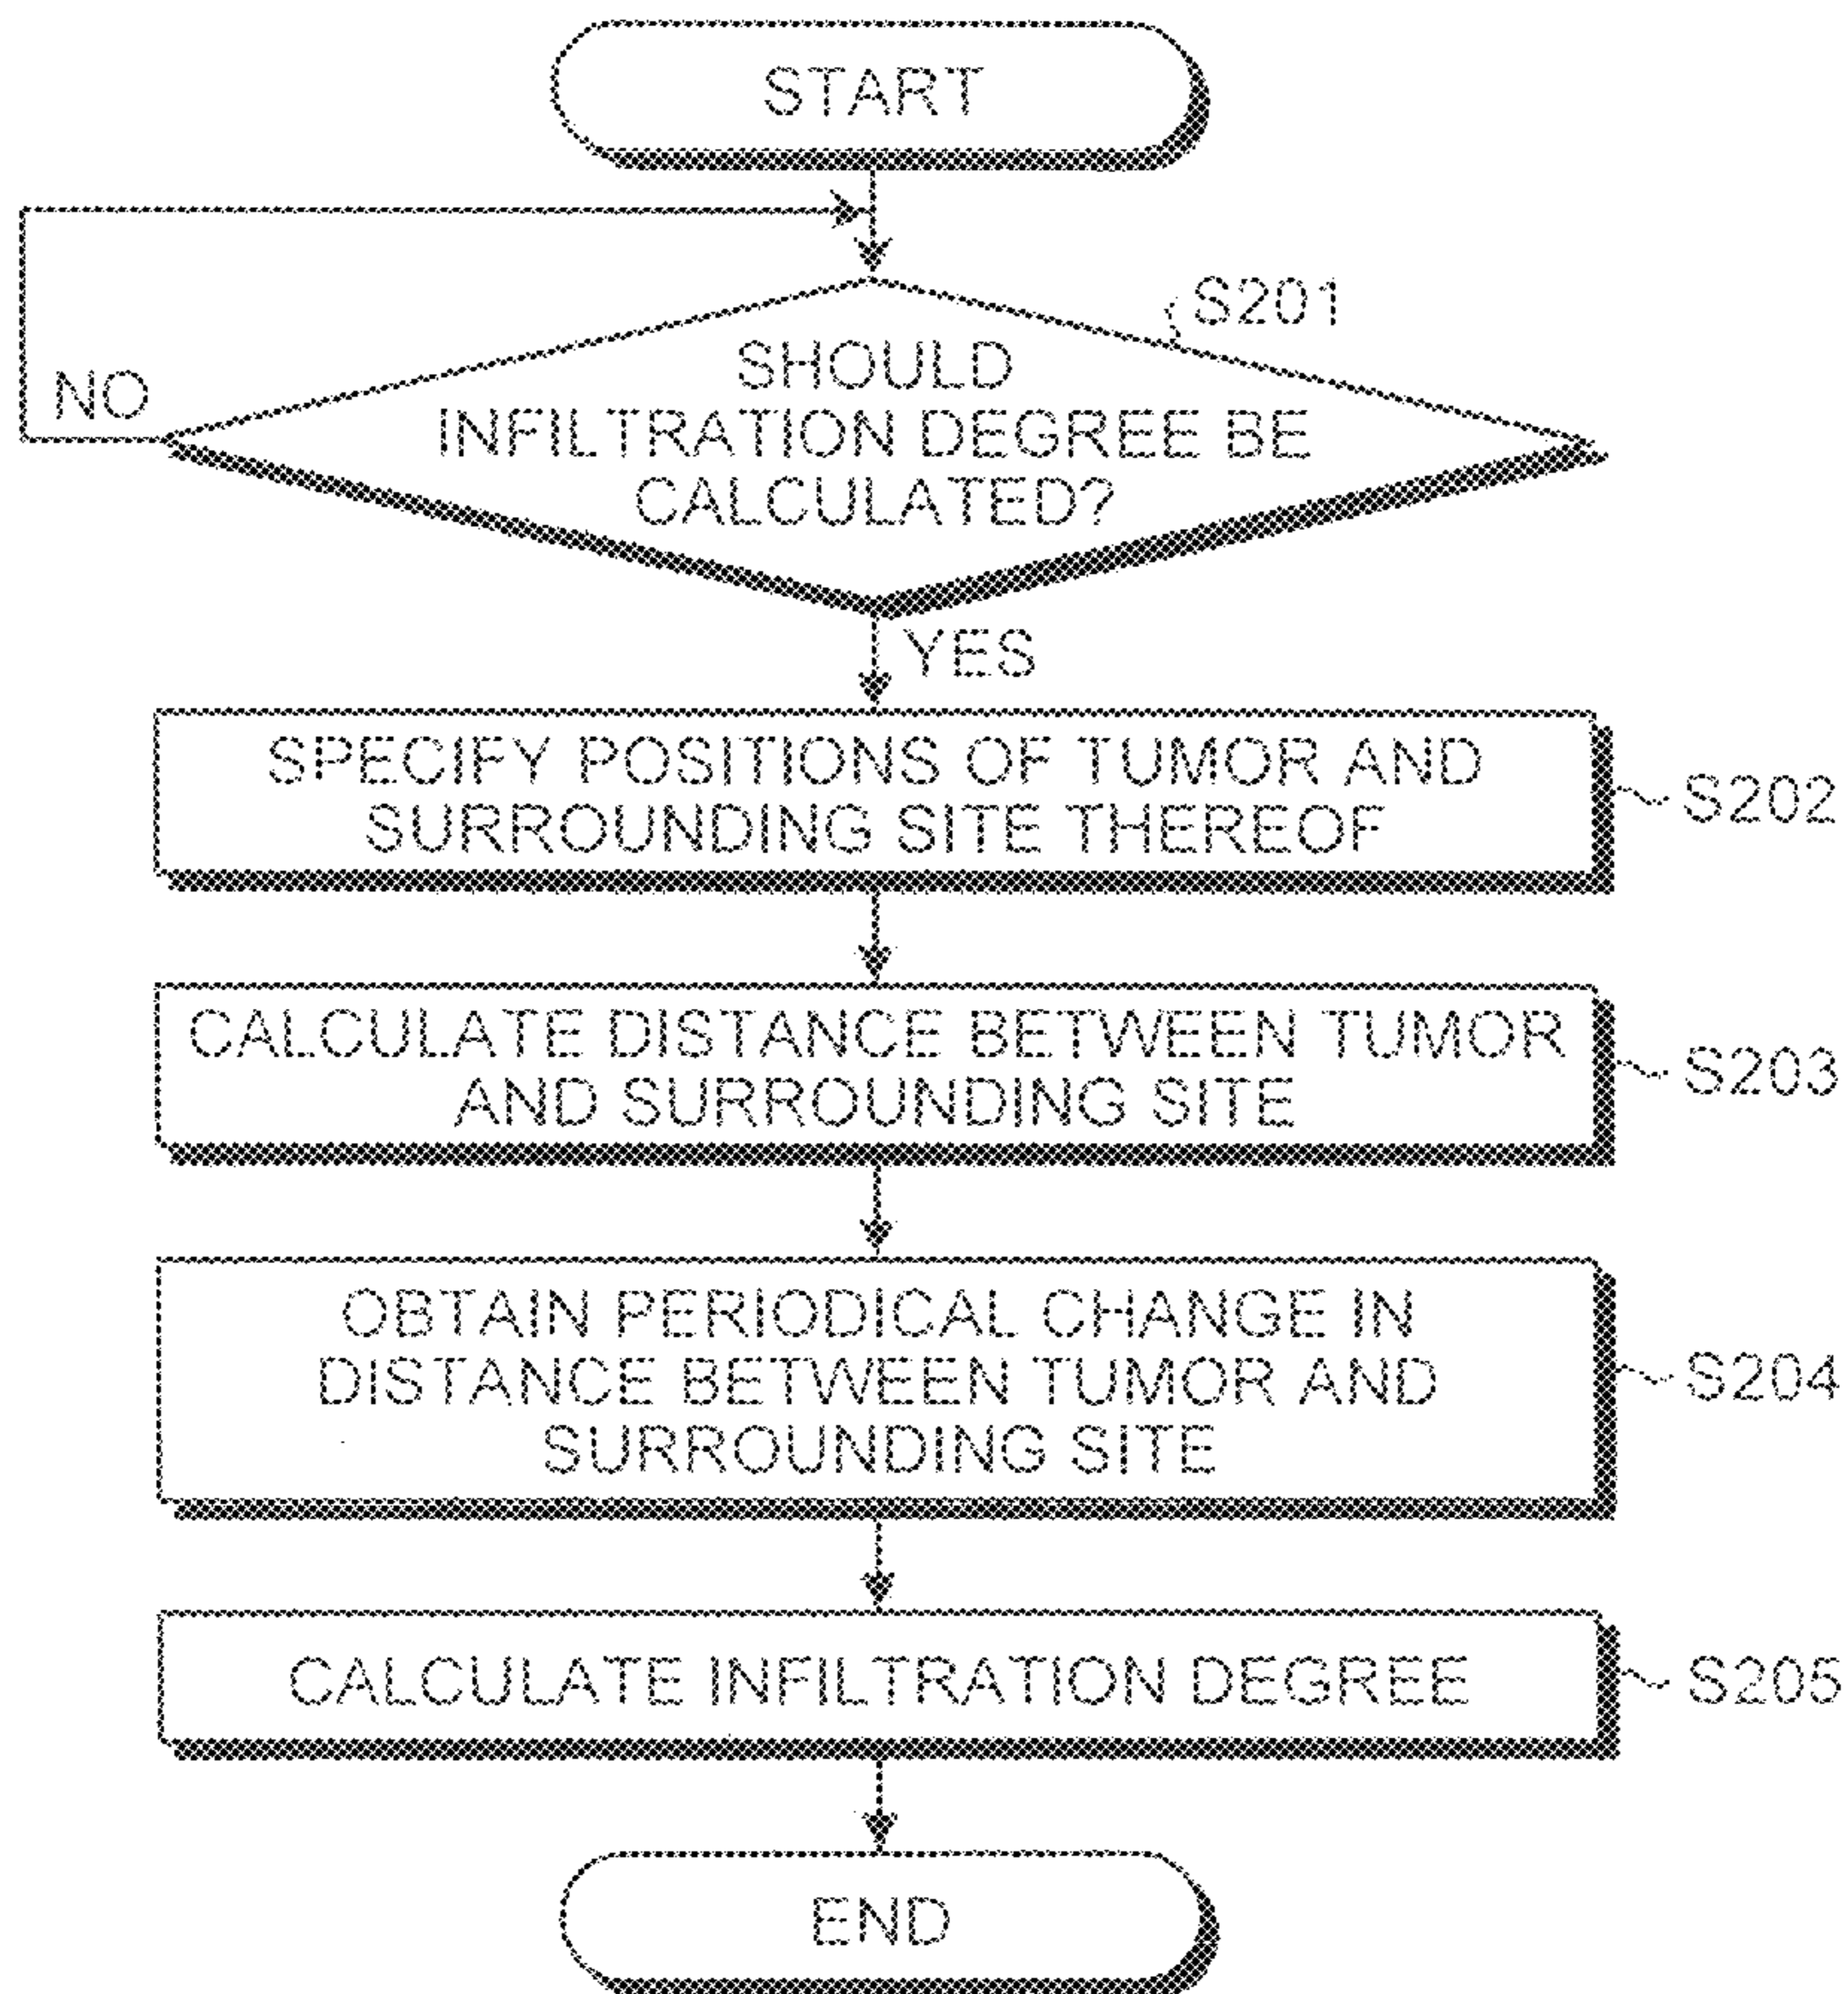 START
S201
SHOULD
INFILTRATION DEGREE BE
CALCULATED?
NO
YES
SPECIFY POSITIONS OF TUMOR AND
SURROUNDING SITE THEREOF
S202
CALCULATE DISTANCE BETWEEN TUMOR
AND SURROUNDING SITE
S203
OBTAIN PERIODICAL CHANGE IN
DISTANCE BETWEEN TUMOR AND
SURROUNDING SITE
S204
CALCULATE INFILTRATION DEGREE
S205
END